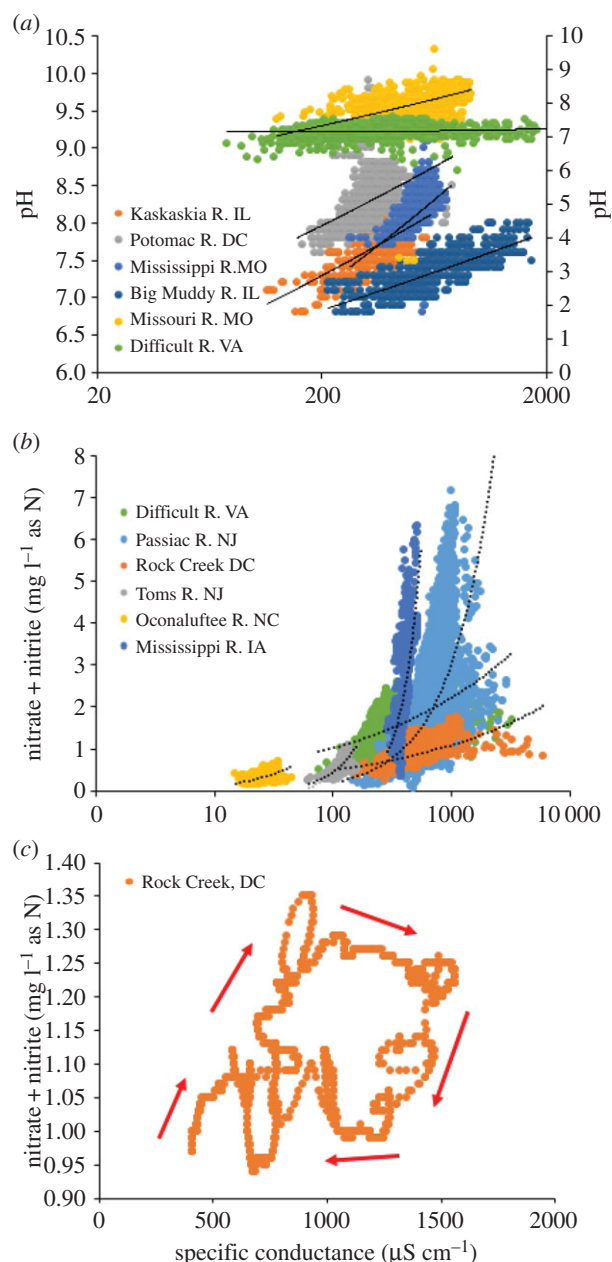 (a)
10.5
10.0
9.5
9.0
8.5
8.0
7.5
7.0
6.5
6.0
pH
10
9
8
7
6
5
4
3
2
1
0
pH
Kaskaskia R. IL
Potomac R. DC
Mississippi R.MO
Big Muddy R. IL
Missouri R. MO
Difficult R. VA
20
200
2000
(b)
8
7
6
5
4
3
2
1
0
nitrate + nitrite (mg l⁻¹ as N)
Difficult R. VA
Passiac R. NJ
Rock Creek DC
Toms R. NJ
Oconaluftee R. NC
Mississippi R. IA
0
10
100
1000
10 000
(c)
1.40
1.35
1.30
1.25
1.20
1.15
1.10
1.05
1.00
0.95
0.90
nitrate + nitrite (mg l⁻¹ as N)
Rock Creek, DC
0
500
1000
1500
2000
specific conductance (µS cm⁻¹)